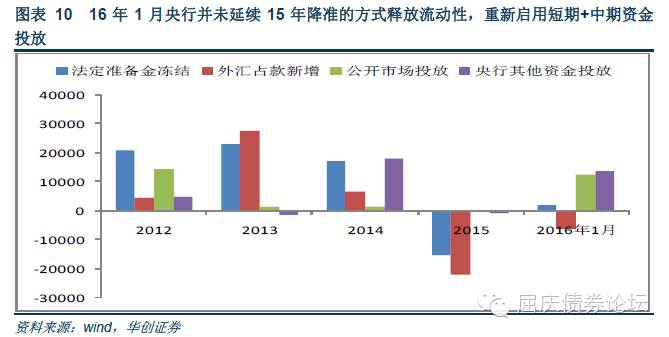 图表 10 16 年 1 月央行并未延续 15 年降准的方式释放流动性，重新启用短期+中期资金
投放
法定准备金冻结 外汇占款新增 公开市场投放 央行其他资金投放
40000
30000
20000
10000
0
-10000
-20000
-30000
2012 2013 2014 2015 2016年1月
屈庆债券论坛
资料来源：wind，华创证券